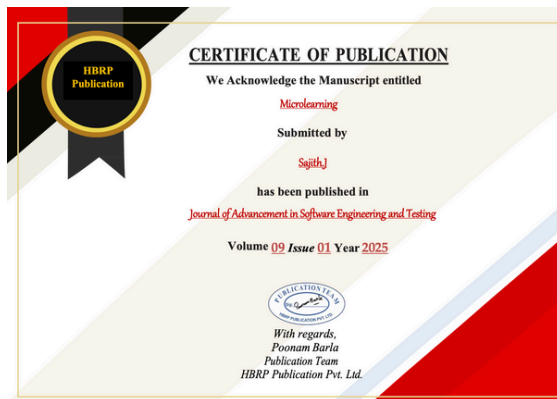 HBRP
Publication
CERTIFICATE OF PUBLICATION
We Acknowledge the Manuscript entitled
Microlearning
Submitted by
Sajith.J
has been published in
Journal of Advancement in Software Engineering and Testing
Volume 09 Issue 01 Year 2025
PUBLICATION TEAM
HBRP PUBLICATION PVT. LTD.
With regards,
Poonam Barla
Publication Team
HBRP Publication Pvt. Ltd.